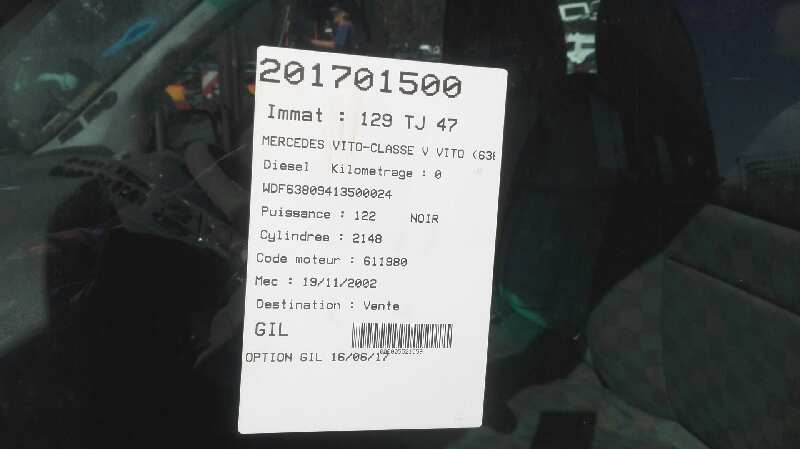 201701500
Immat : 129 TJ 47
MERCEDES VITO-CLASSE V VITO (638
Diesel Kilometrage : 0
WDF63809413500024
Puissance : 122 NOIR
Cylindree : 2148
Code moteur : 611980
Mec : 19/11/2002
Destination : Vente
GIL
OPTION GIL 16/06/17